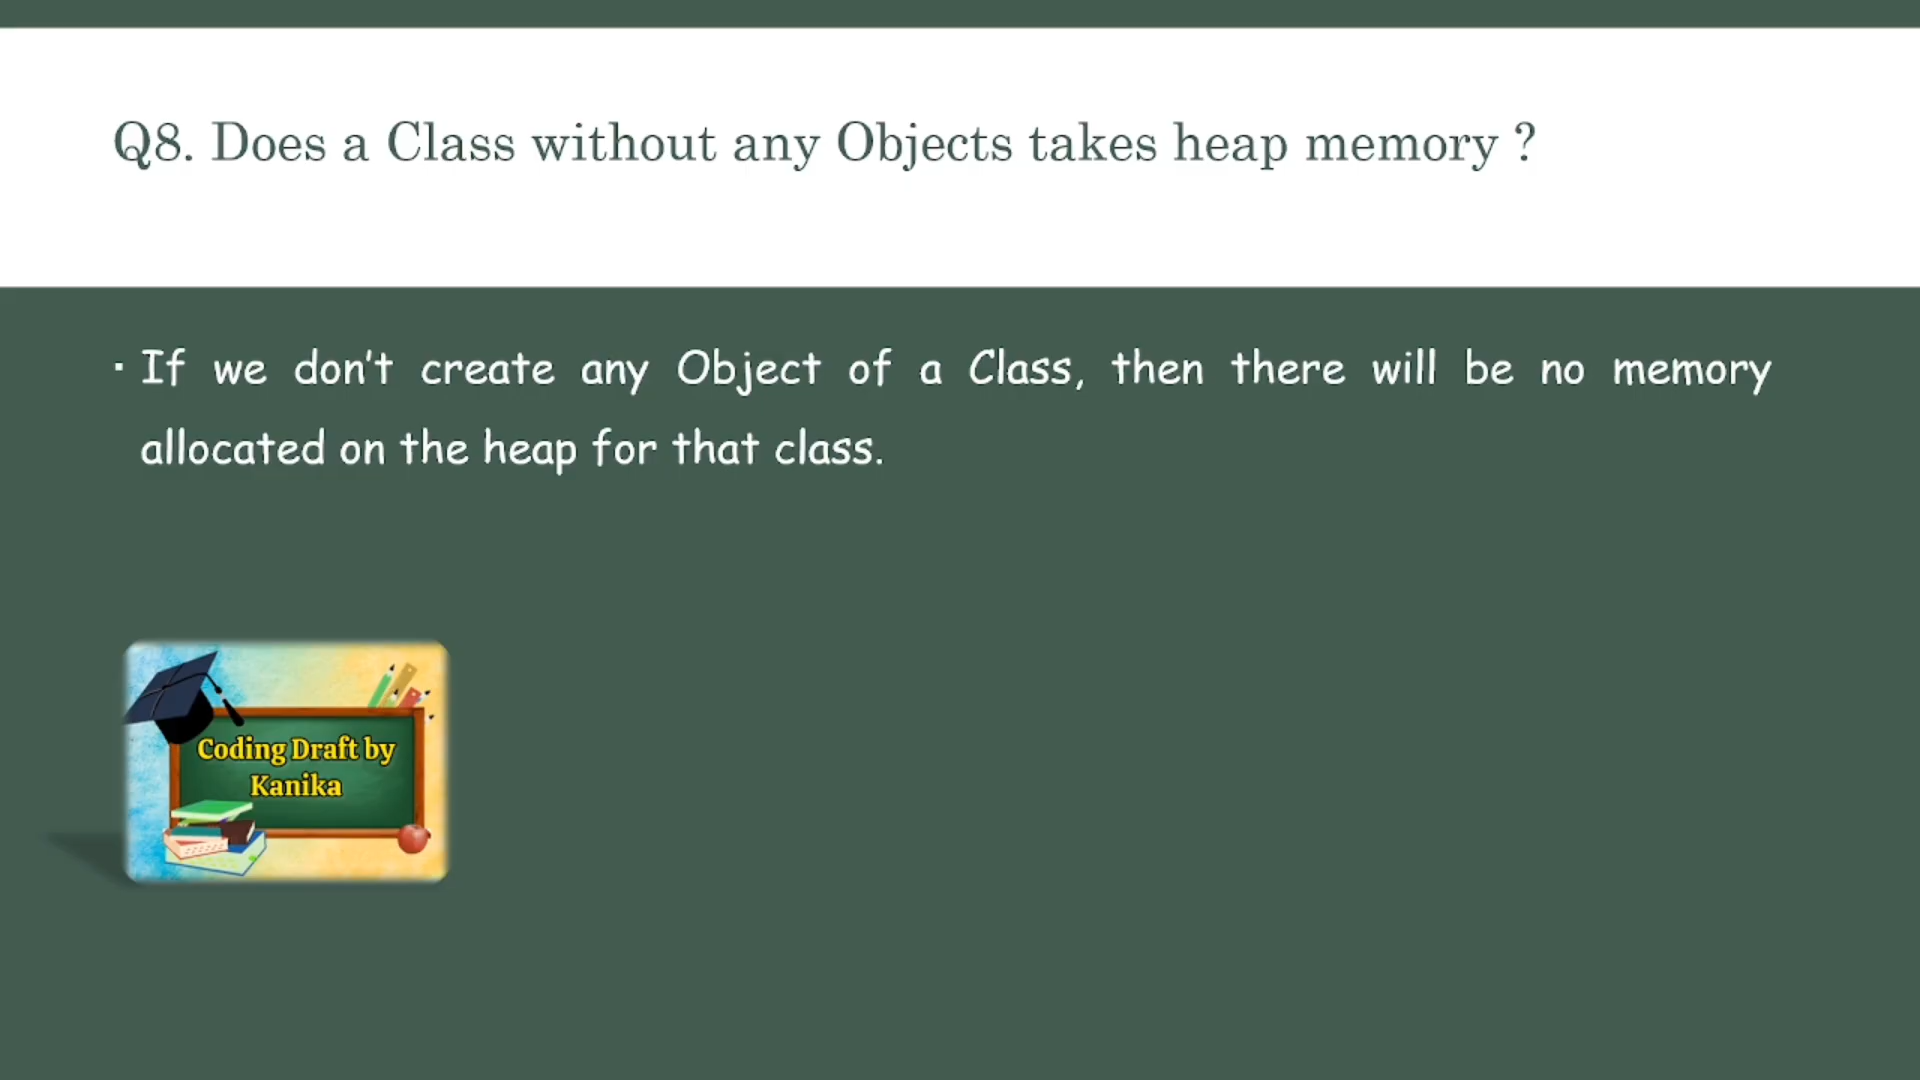 Q8. Does a Class without any Objects takes heap memory ?
▪ If we don't create any Object of a Class, then there will be no memory
allocated on the heap for that class.
Coding Draft by
Kanika